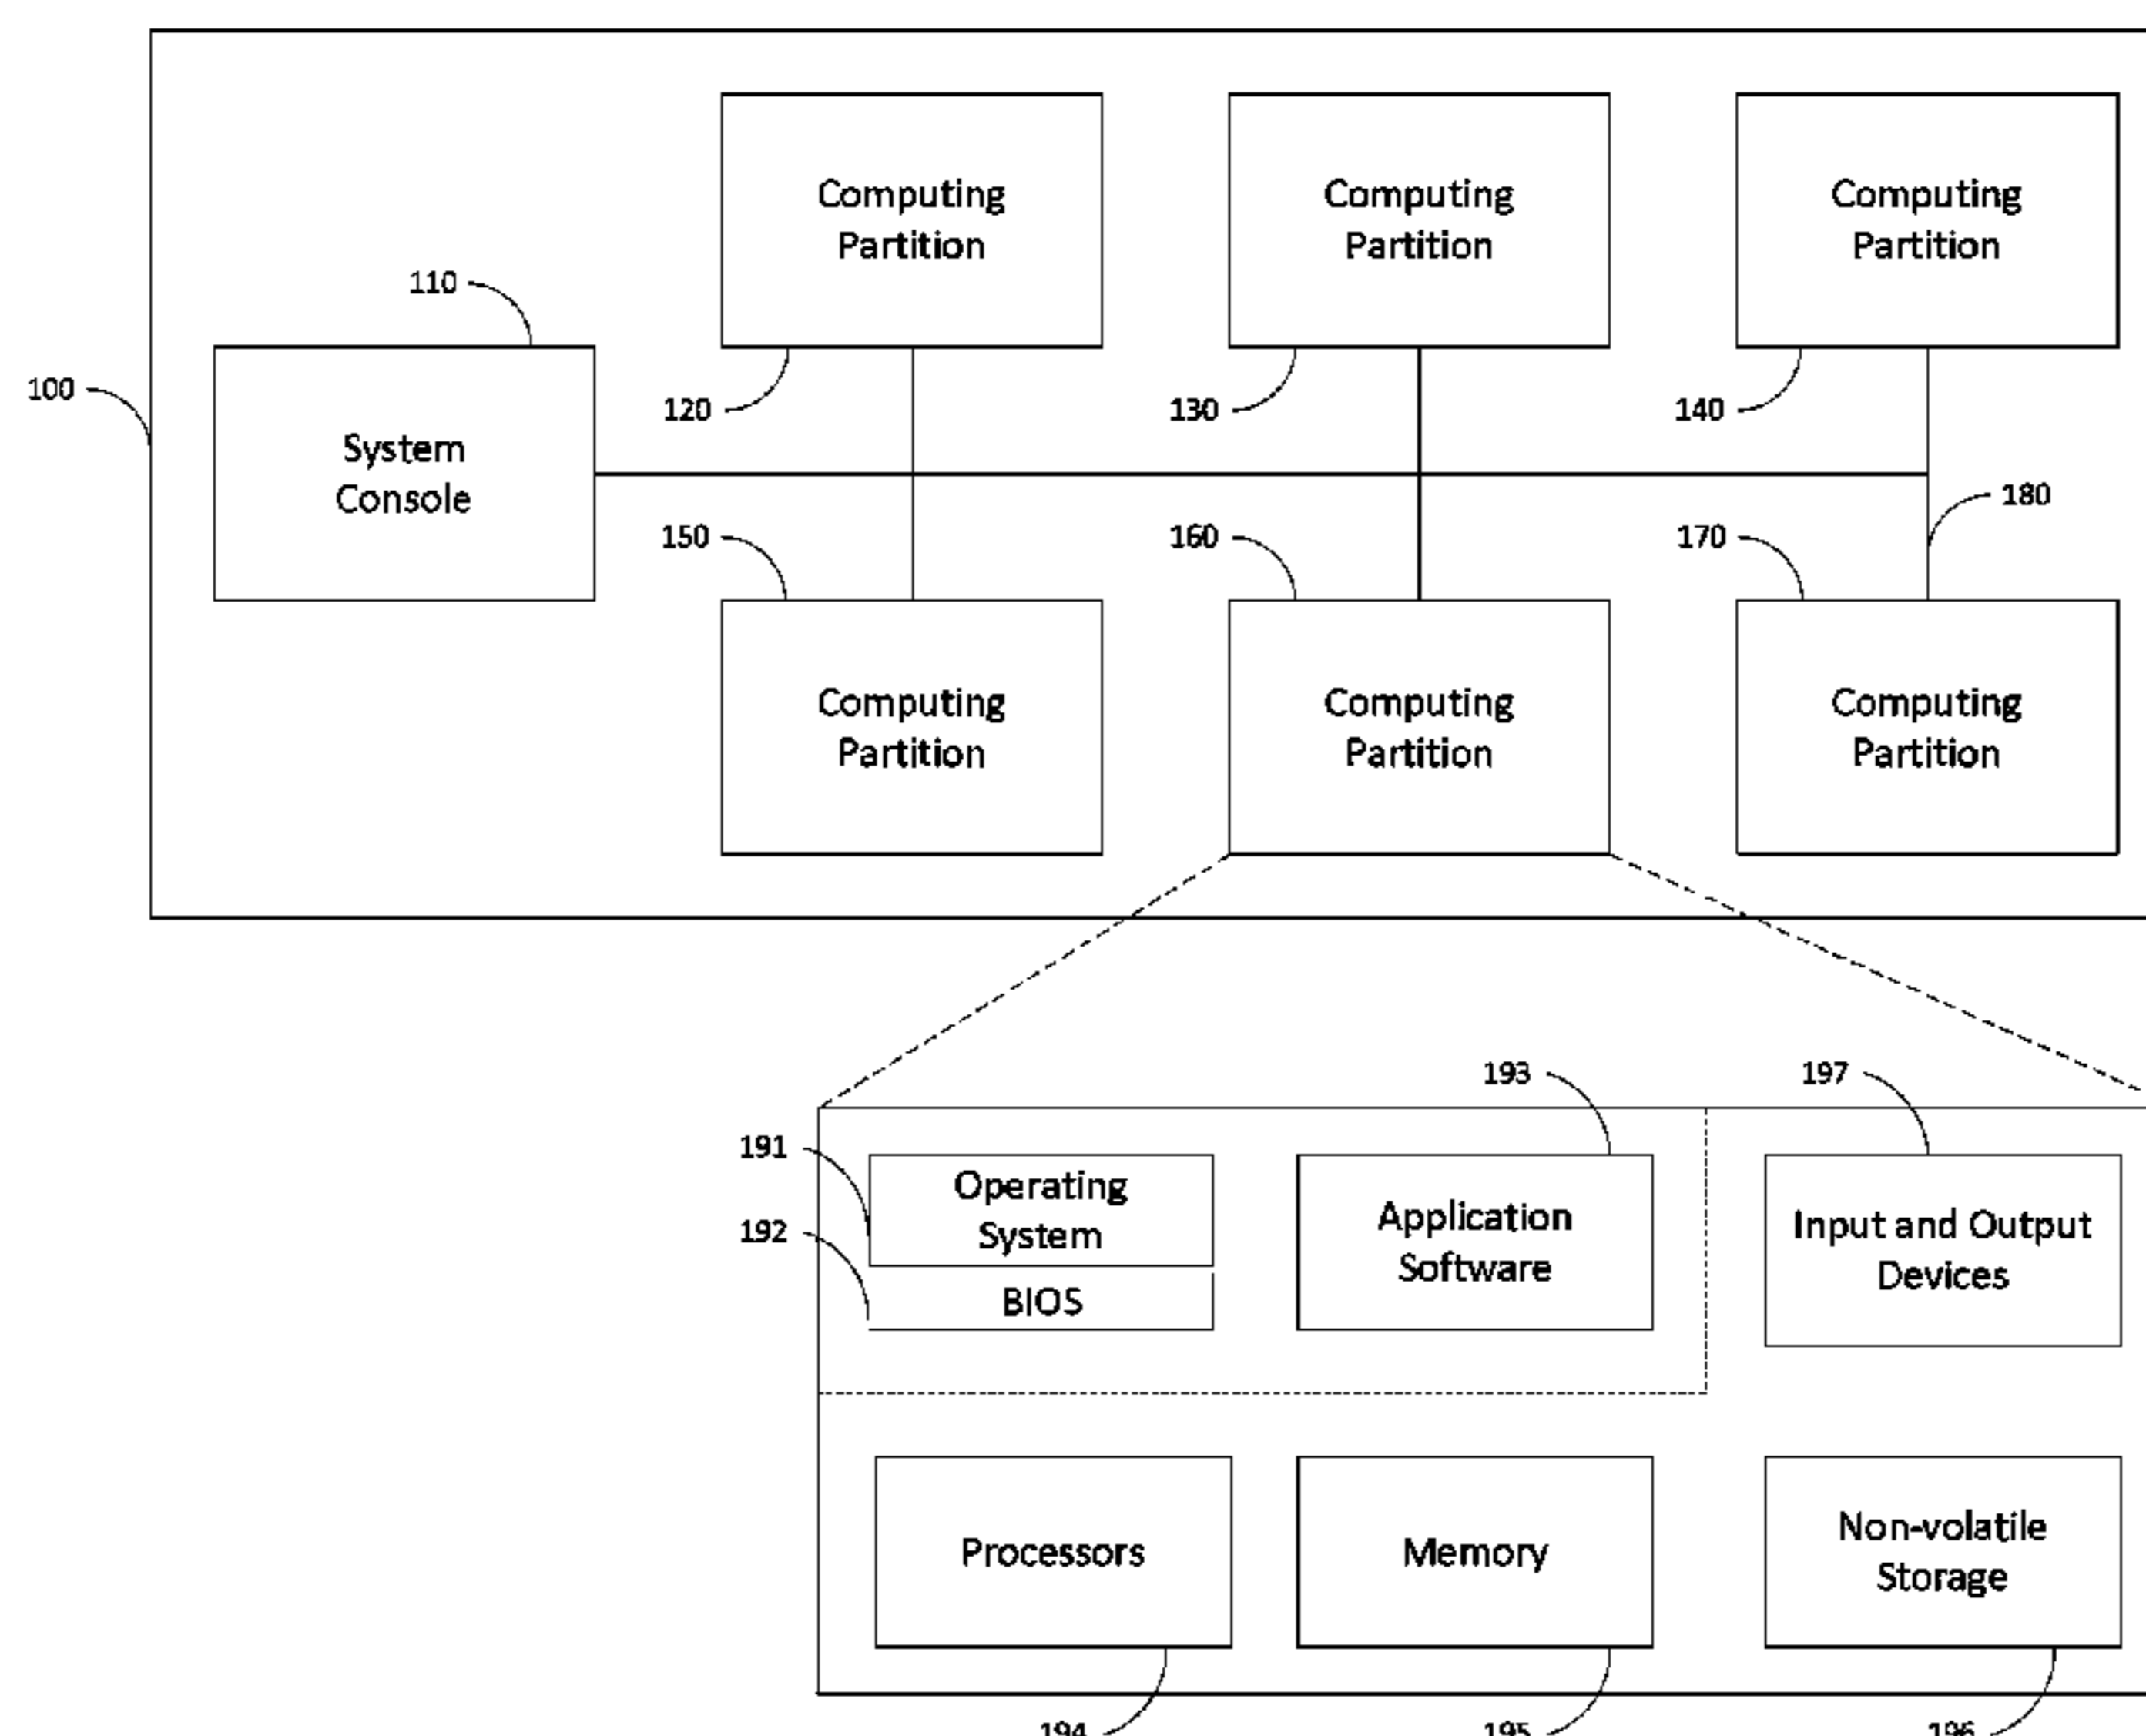 Computing
Partition
Computing
Partition
Computing
Partition
110
100
120
130
140
System
Console
180
150
160
170
Computing
Partition
Computing
Partition
Computing
Partition
193
197
191
Operating
System
Application
Software
Input and Output
Devices
192
BIOS
Processors
Memory
Non-volatile
Storage
194
195
196